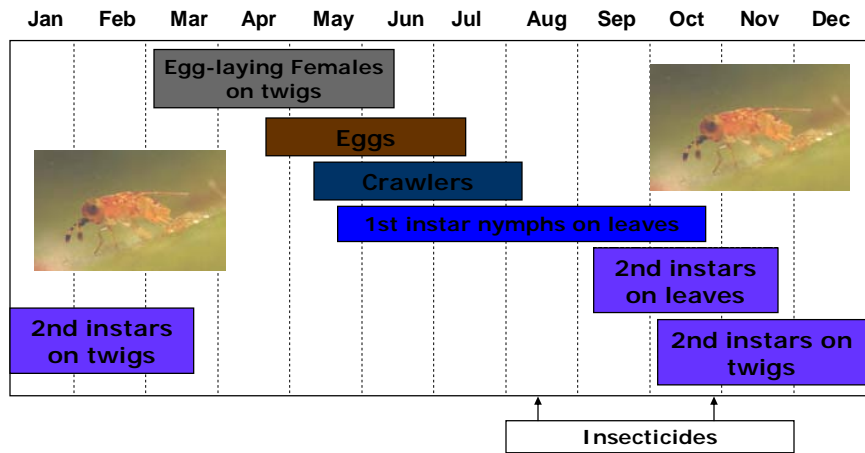 Jan Feb Mar Apr May Jun Jul Aug Sep Oct Nov Dec
Egg-laying Females
on twigs
Eggs
Crawlers
1st instar nymphs on leaves
2nd instars
on leaves
2nd instars
on twigs
2nd instars on
twigs
Insecticides